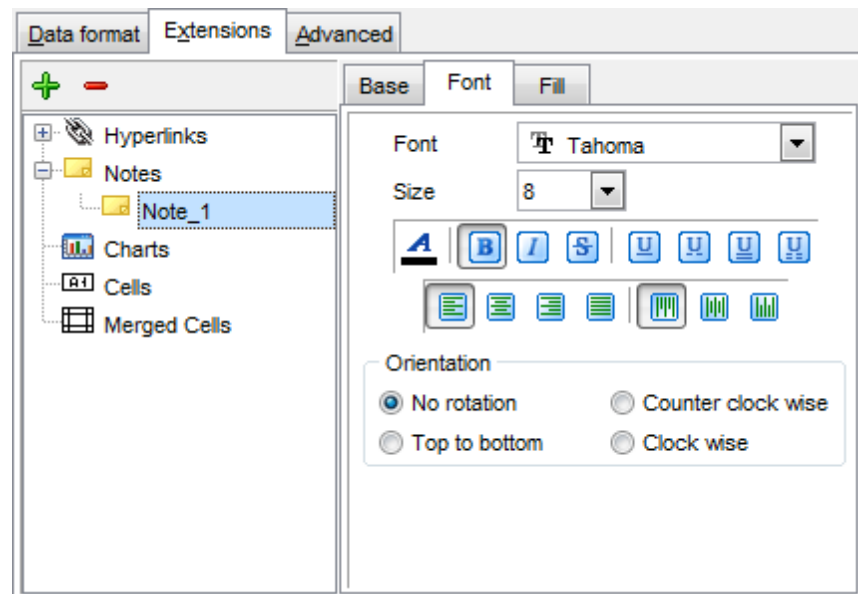 Data format Extensions Advanced
Base Font Fill
Hyperlinks
Notes
Note_1
Charts
Cells
Merged Cells
Font Tahoma
Size 8
A B I S U U U U
Orientation
No rotation Counter clock wise
Top to bottom Clock wise